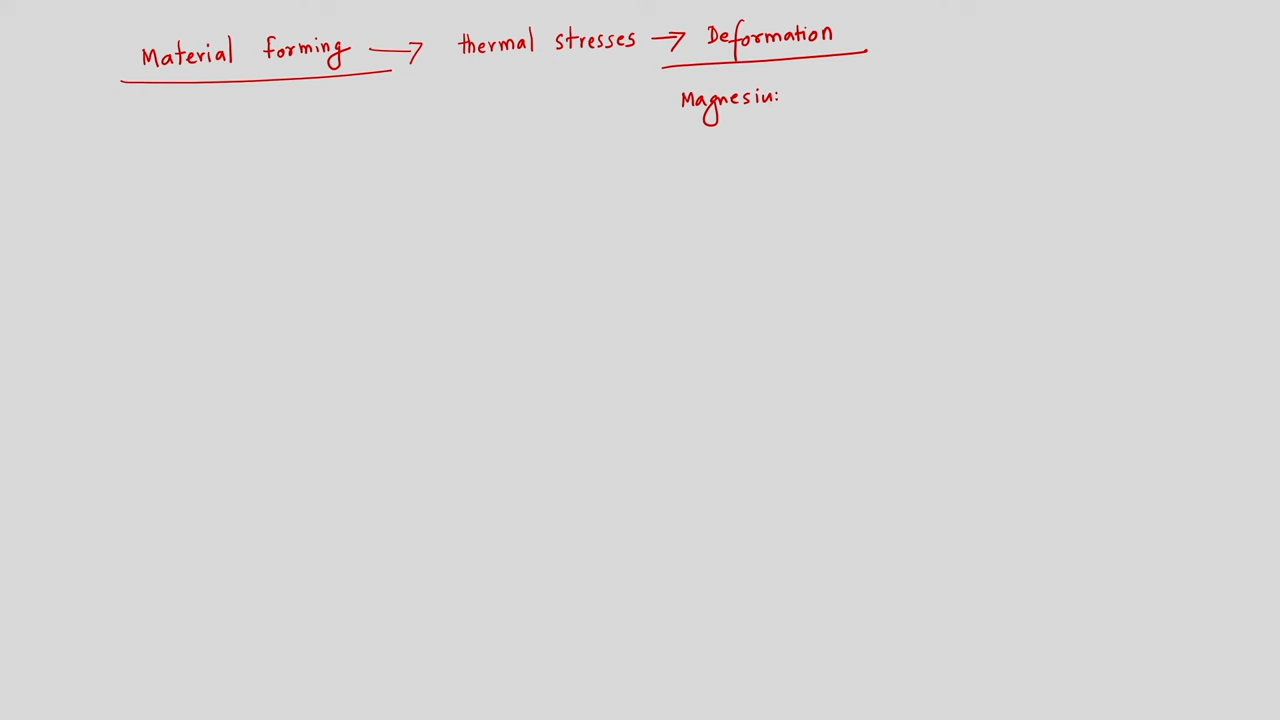 Material forming → thermal stresses → Deformation
Magnesiu